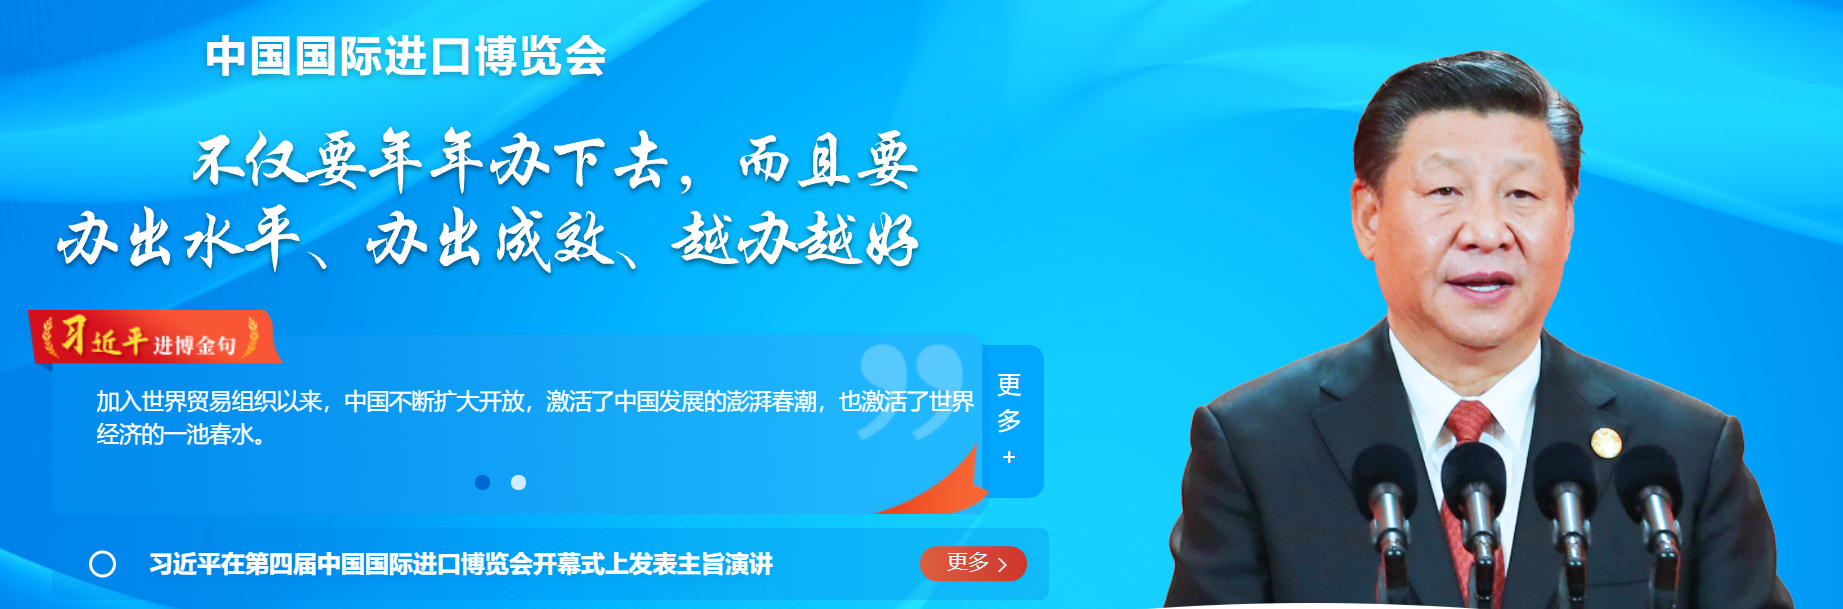 中国国际进口博览会
不仅要年年办下去，而且要
办出水平、办出成效、越办越好
习近平进博金句
加入世界贸易组织以来，中国不断扩大开放，激活了中国发展的澎湃春潮，也激活了世界
经济的一池春水。
更
多
+
习近平在第四届中国国际进口博览会开幕式上发表主旨演讲
更多 >